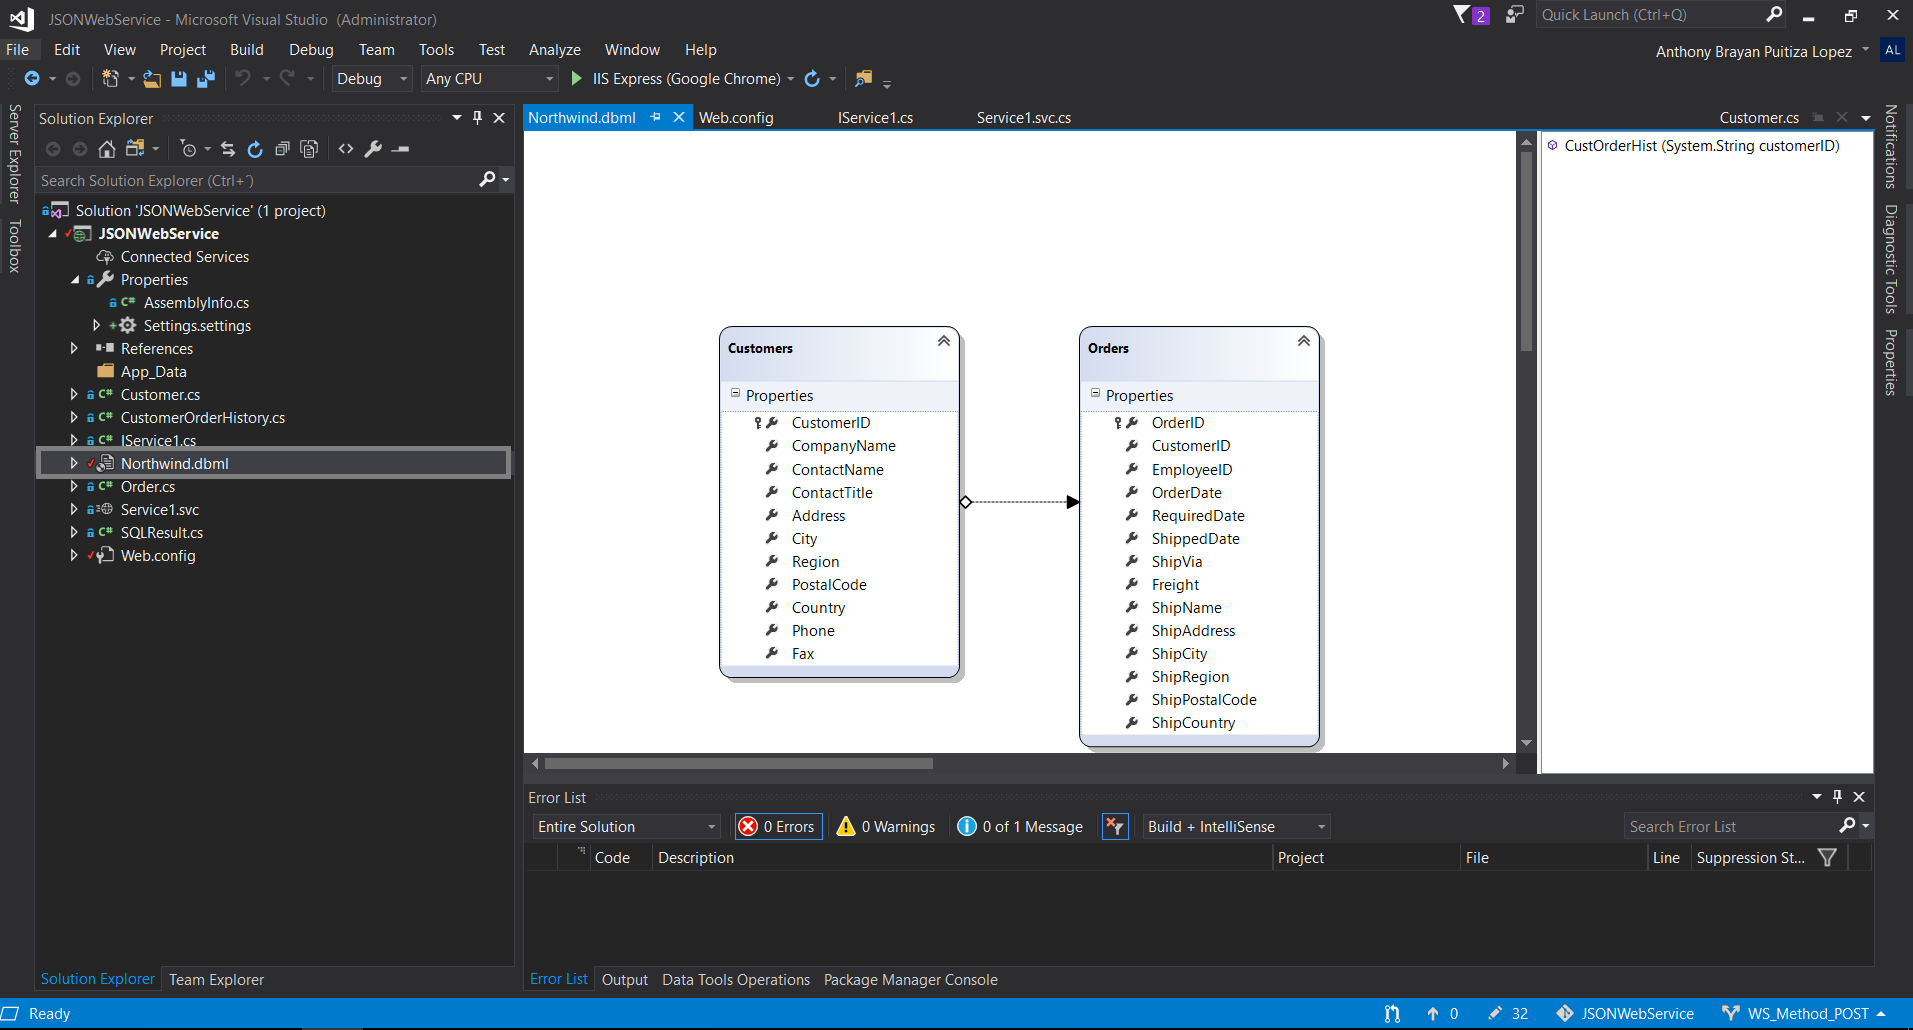 JSONWebService - Microsoft Visual Studio (Administrator)
2
Quick Launch (Ctrl+Q)
File Edit View Project Build Debug Team Tools Test Analyze Window Help
Anthony Brayan Puitiza Lopez
AL
Debug
Any CPU
IIS Express (Google Chrome)
Server Explorer
Toolbox
Solution Explorer
Search Solution Explorer (Ctrl+´)
Solution 'JSONWebService' (1 project)
JSONWebService
Connected Services
Properties
C# AssemblyInfo.cs
Settings.settings
References
App_Data
C# Customer.cs
C# CustomerOrderHistory.cs
C# IService1.cs
Northwind.dbml
C# Order.cs
Service1.svc
C# SQLResult.cs
Web.config
Solution Explorer Team Explorer
Northwind.dbml Web.config IService1.cs Service1.svc.cs Customer.cs
Customers
Properties
CustomerID
CompanyName
ContactName
ContactTitle
Address
City
Region
PostalCode
Country
Phone
Fax
Orders
Properties
OrderID
CustomerID
EmployeeID
OrderDate
RequiredDate
ShippedDate
ShipVia
Freight
ShipName
ShipAddress
ShipCity
ShipRegion
ShipPostalCode
ShipCountry
CustOrderHist (System.String customerID)
Notifications
Diagnostic Tools
Properties
Error List
Entire Solution
0 Errors
0 Warnings
0 of 1 Message
Build + IntelliSense
Search Error List
Code Description Project File Line Suppression St...
Error List Output Data Tools Operations Package Manager Console
Ready
0
32
JSONWebService
WS_Method_POST